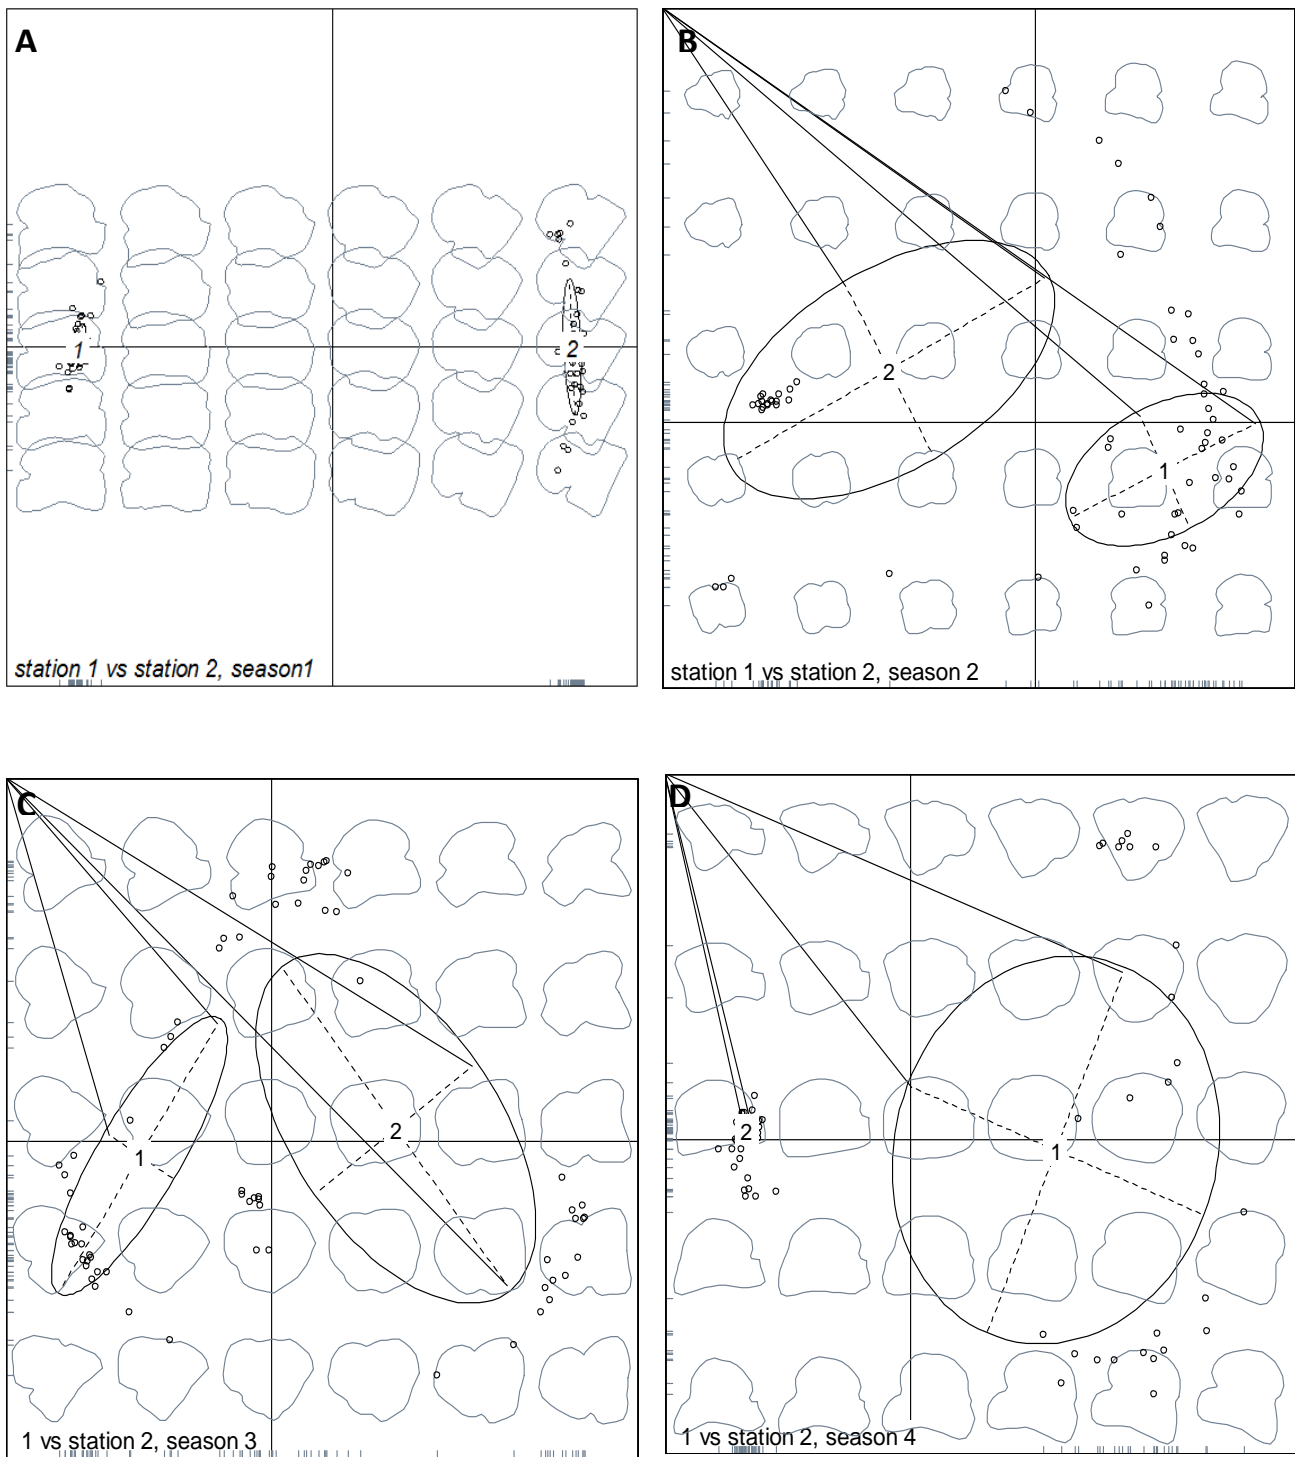 A
B
1
2
2
1
station 1 vs station 2, season1
station 1 vs station 2, season 2
C
D
2
1
2
1
1 vs station 2, season 3
1 vs station 2, season 4